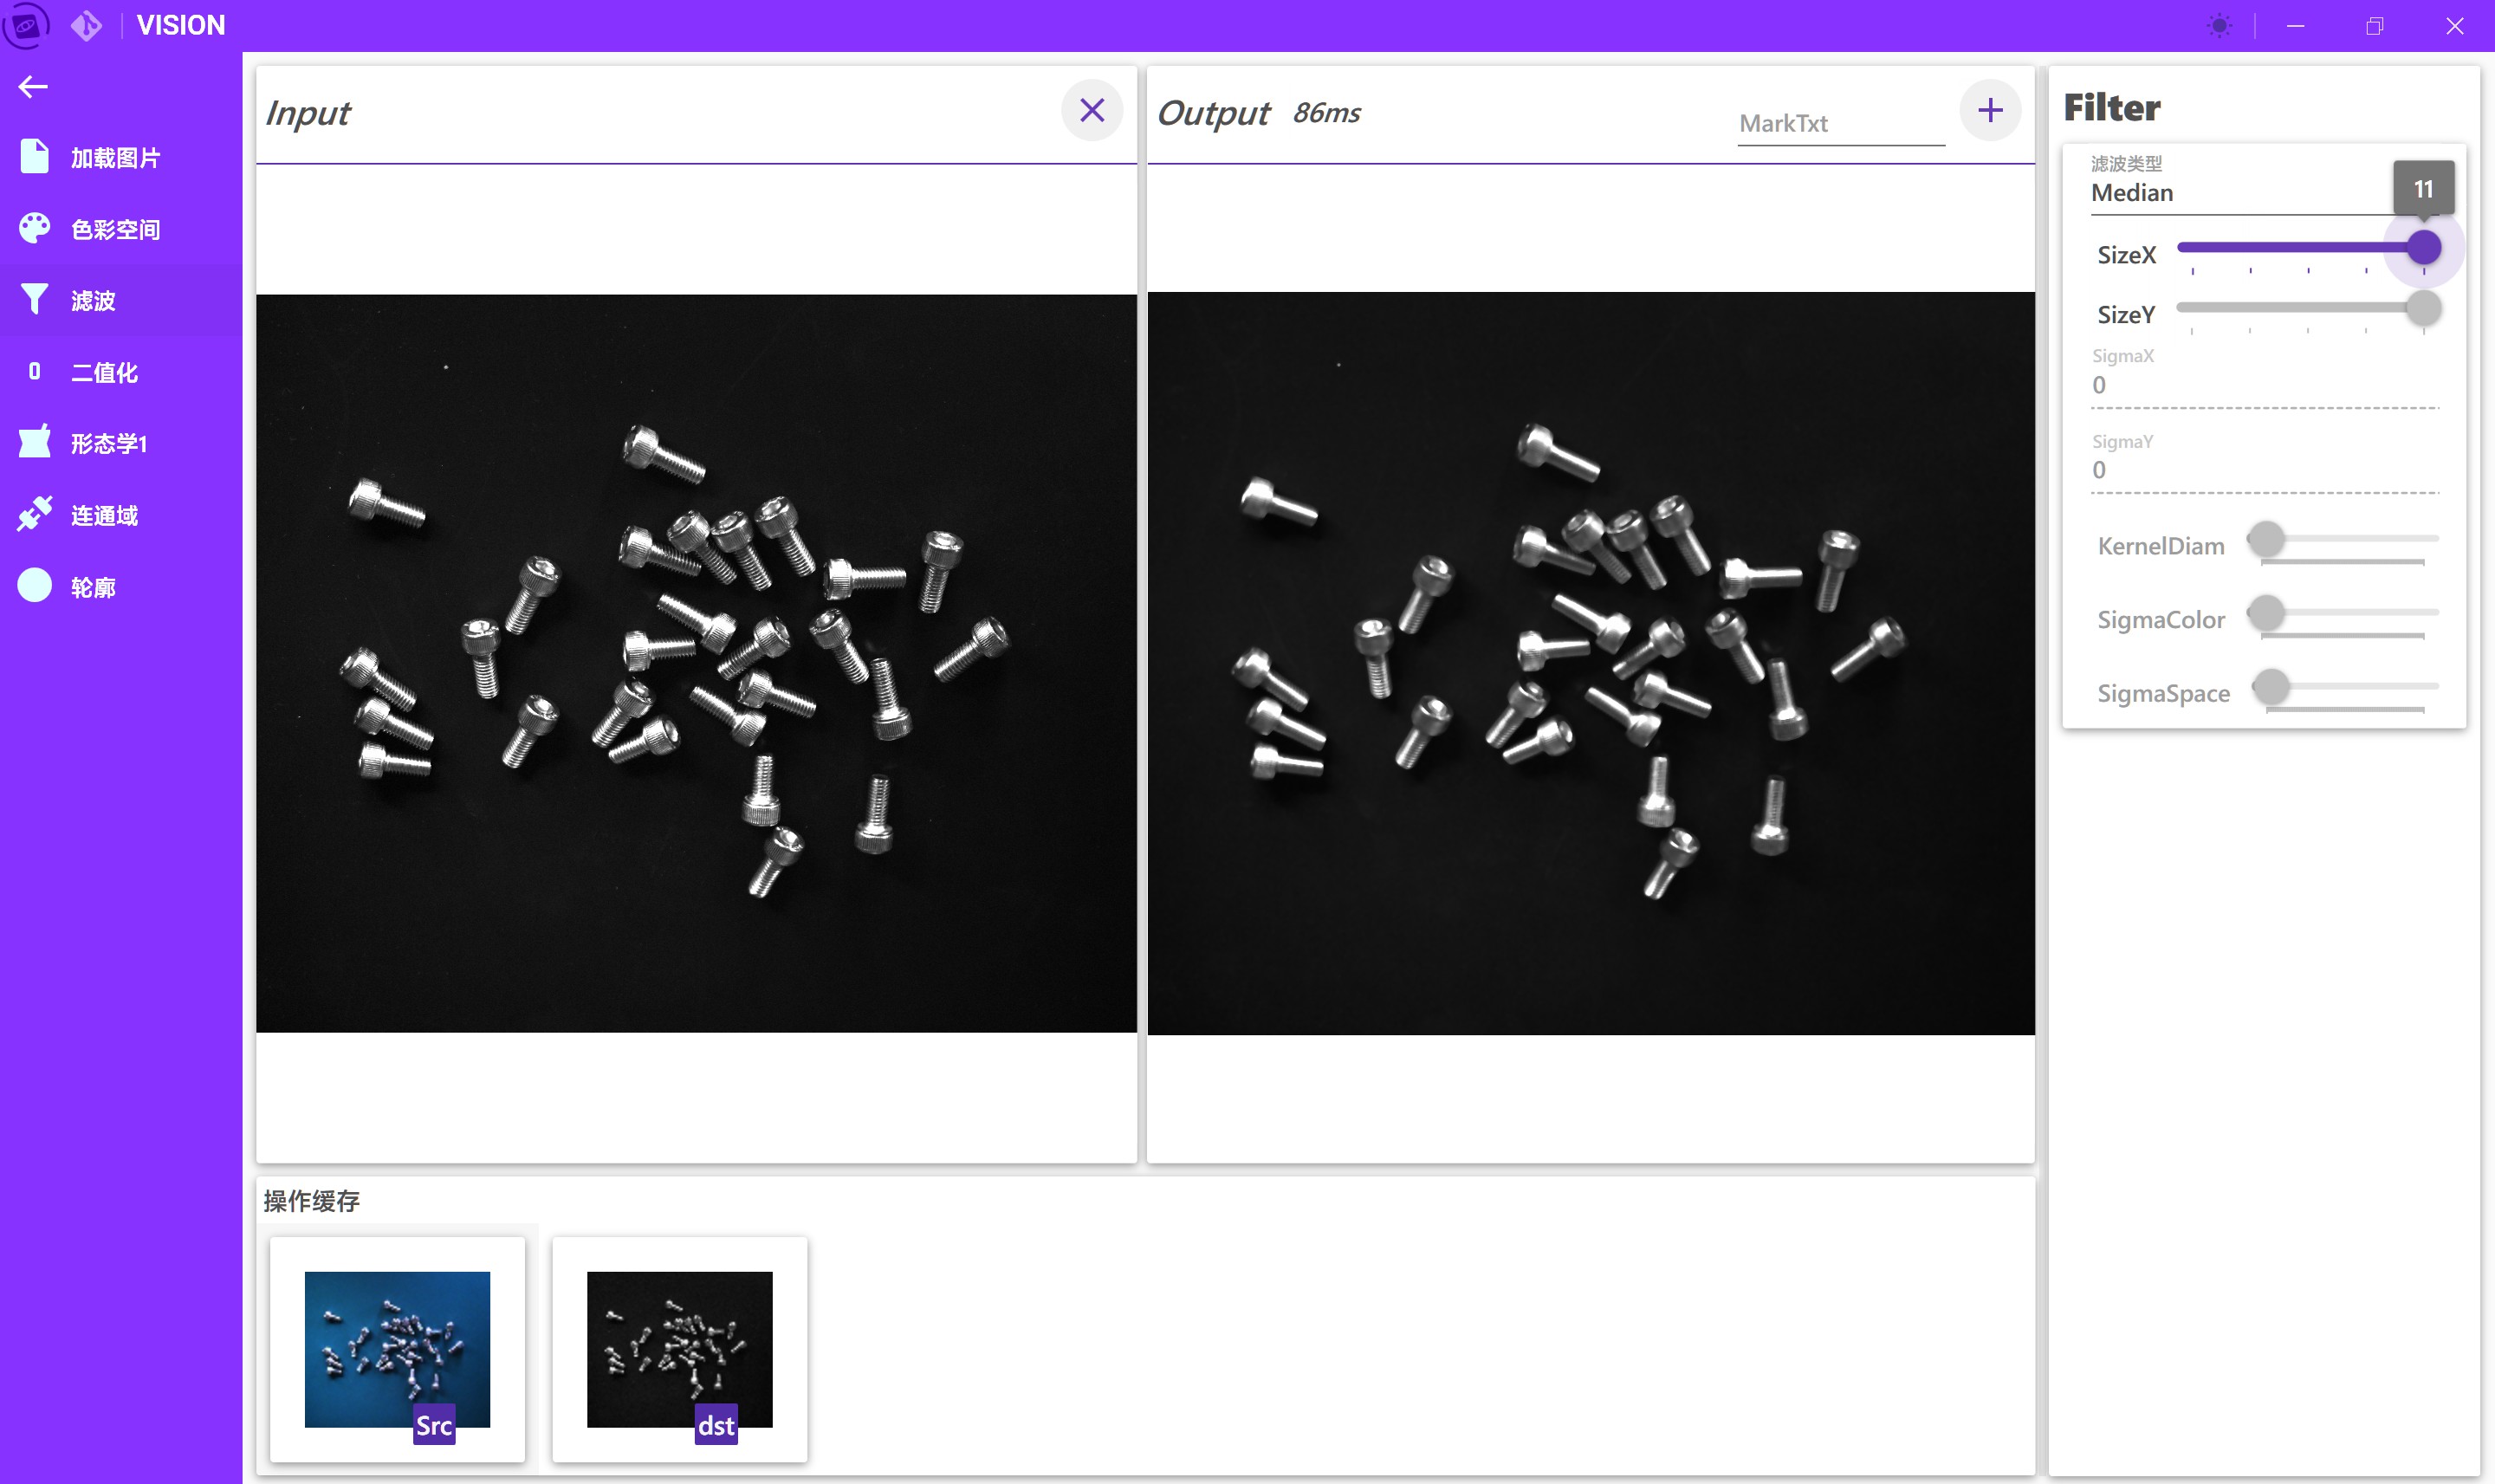 VISION
加载图片
色彩空间
滤波
0 二值化
形态学1
连通域
轮廓
Input
Output 86ms
MarkTxt
Filter
滤波类型
Median
11
SizeX
SizeY
SigmaX
0
SigmaY
0
KernelDiam
SigmaColor
SigmaSpace
操作缓存
Src
dst